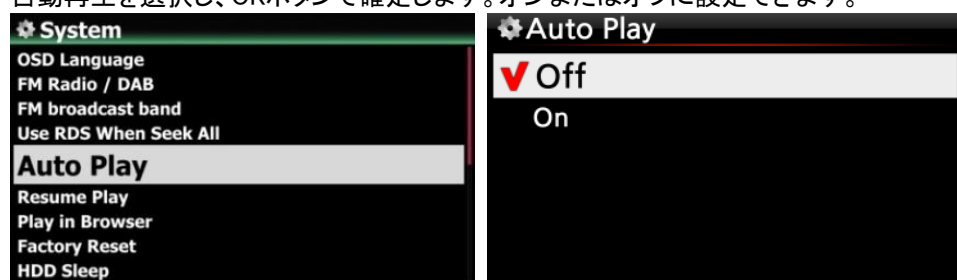 自動再生を選択し、OKボタンで確定します。オンまたはオフに設定できます。
System
OSD Language
FM Radio / DAB
FM broadcast band
Use RDS When Seek All
Auto Play
Resume Play
Play in Browser
Factory Reset
HDD Sleep
Auto Play
Off
On